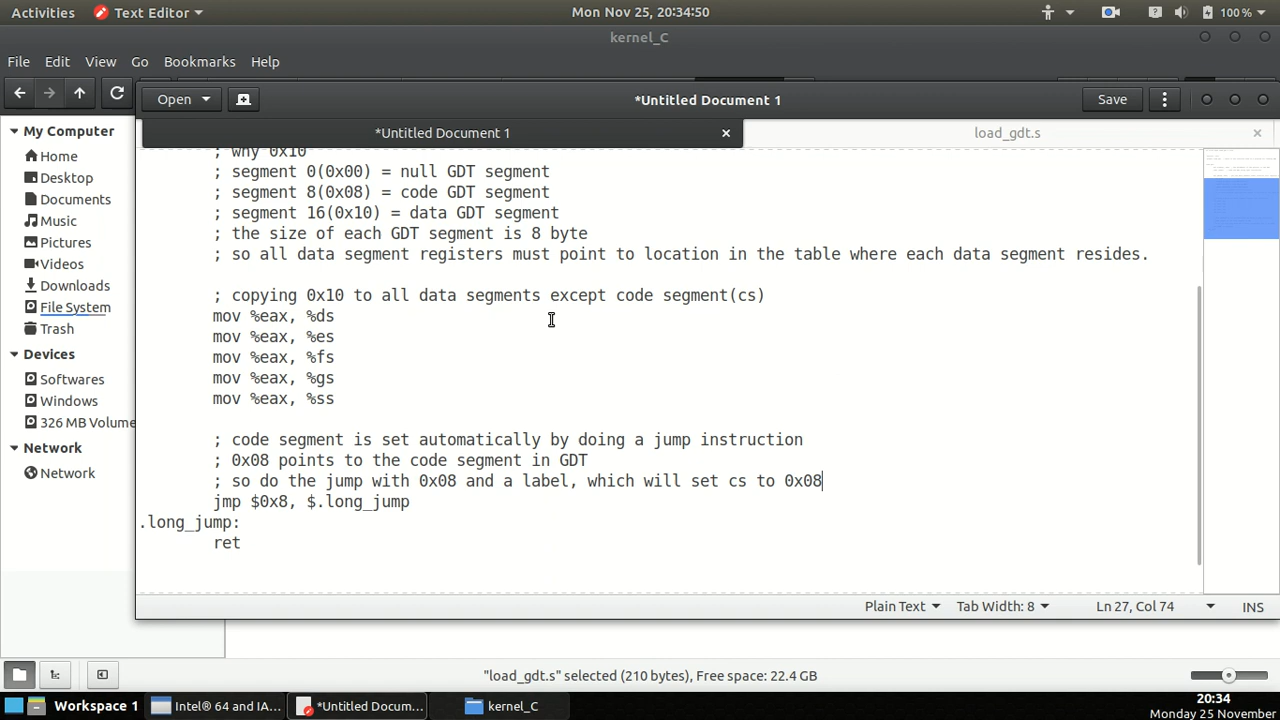 Activities Text Editor Mon Nov 25, 20:34:50 100 %
kernel_C
File Edit View Go Bookmarks Help
Open *Untitled Document 1 Save
My Computer
*Untitled Document 1 load_gdt.s
Home
Desktop
Documents
Music
Pictures
Videos
Downloads
File System
Trash
Devices
Softwares
Windows
326 MB Volume
Network
Network
; why 0x10
; segment 0(0x00) = null GDT segment
; segment 8(0x08) = code GDT segment
; segment 16(0x10) = data GDT segment
; the size of each GDT segment is 8 byte
; so all data segment registers must point to location in the table where each data segment resides.
; copying 0x10 to all data segments except code segment(cs)
mov %eax, %ds
mov %eax, %es
mov %eax, %fs
mov %eax, %gs
mov %eax, %ss
; code segment is set automatically by doing a jump instruction
; 0x08 points to the code segment in GDT
; so do the jump with 0x08 and a label, which will set cs to 0x08
jmp $0x8, $.long_jump
.long_jump:
ret
Plain Text Tab Width: 8 Ln 27, Col 74 INS
"load_gdt.s" selected (210 bytes), Free space: 22.4 GB
Workspace 1 Intel® 64 and IA... *Untitled Docum... kernel_C 20:34
Monday 25 November